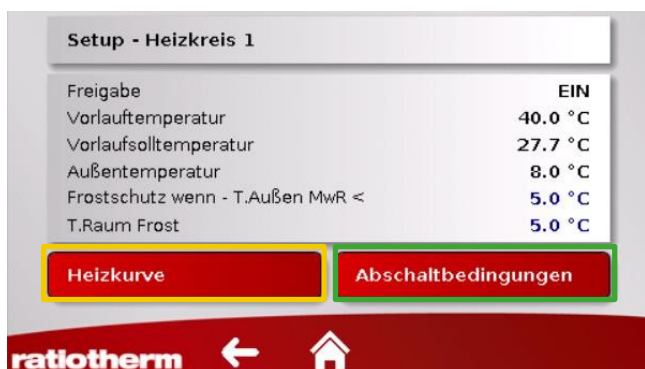 Setup - Heizkreis 1
Freigabe EIN
Vorlauftemperatur 40.0 °C
Vorlaufsolltemperatur 27.7 °C
Außentemperatur 8.0 °C
Frostschutz wenn - T.Außen MwR < 5.0 °C
T.Raum Frost 5.0 °C
Heizkurve Abschaltbedingungen
ratiotherm